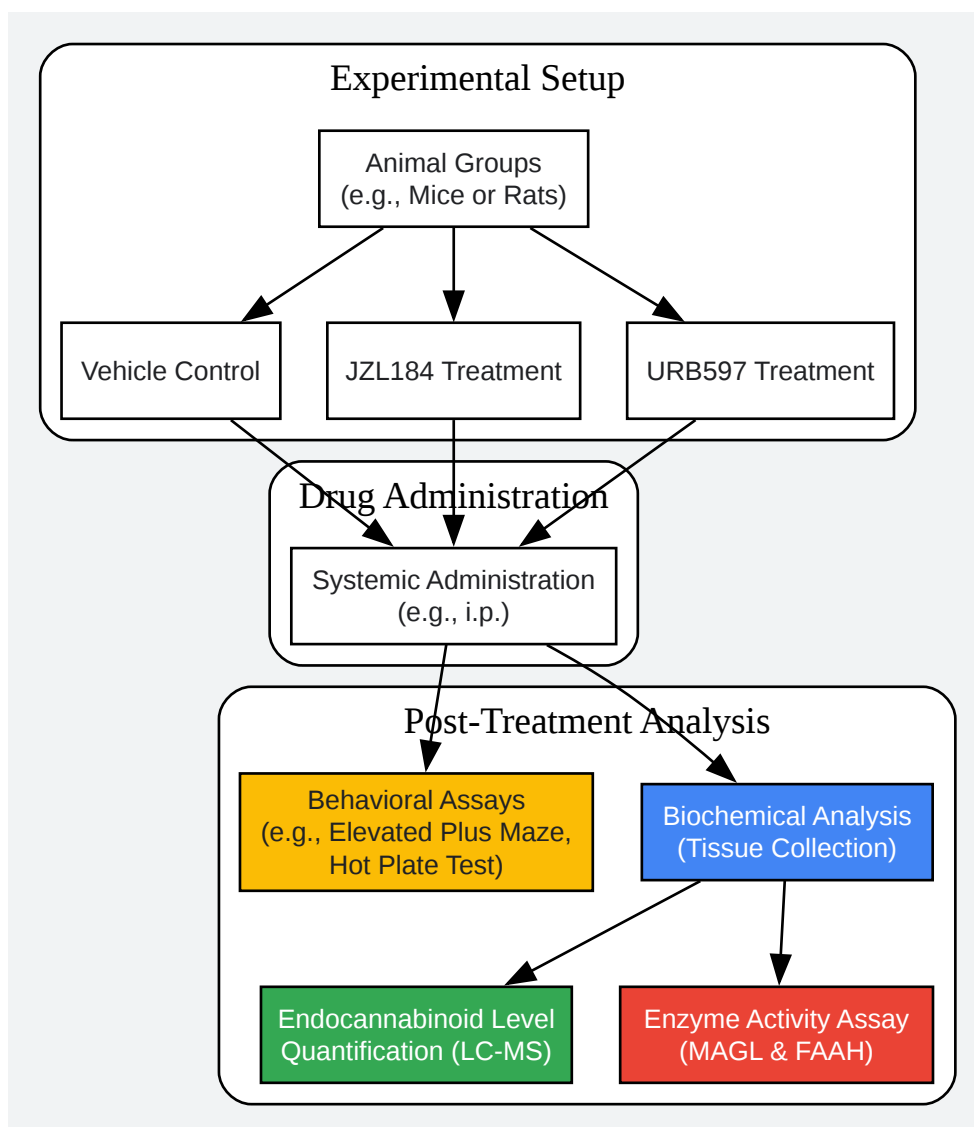 Experimental Setup
Animal Groups
(e.g., Mice or Rats)
Vehicle Control
JZL184 Treatment
URB597 Treatment
Drug Administration
Systemic Administration
(e.g., i.p.)
Post-Treatment Analysis
Behavioral Assays
(e.g., Elevated Plus Maze,
Hot Plate Test)
Biochemical Analysis
(Tissue Collection)
Endocannabinoid Level
Quantification (LC-MS)
Enzyme Activity Assay
(MAGL & FAAH)